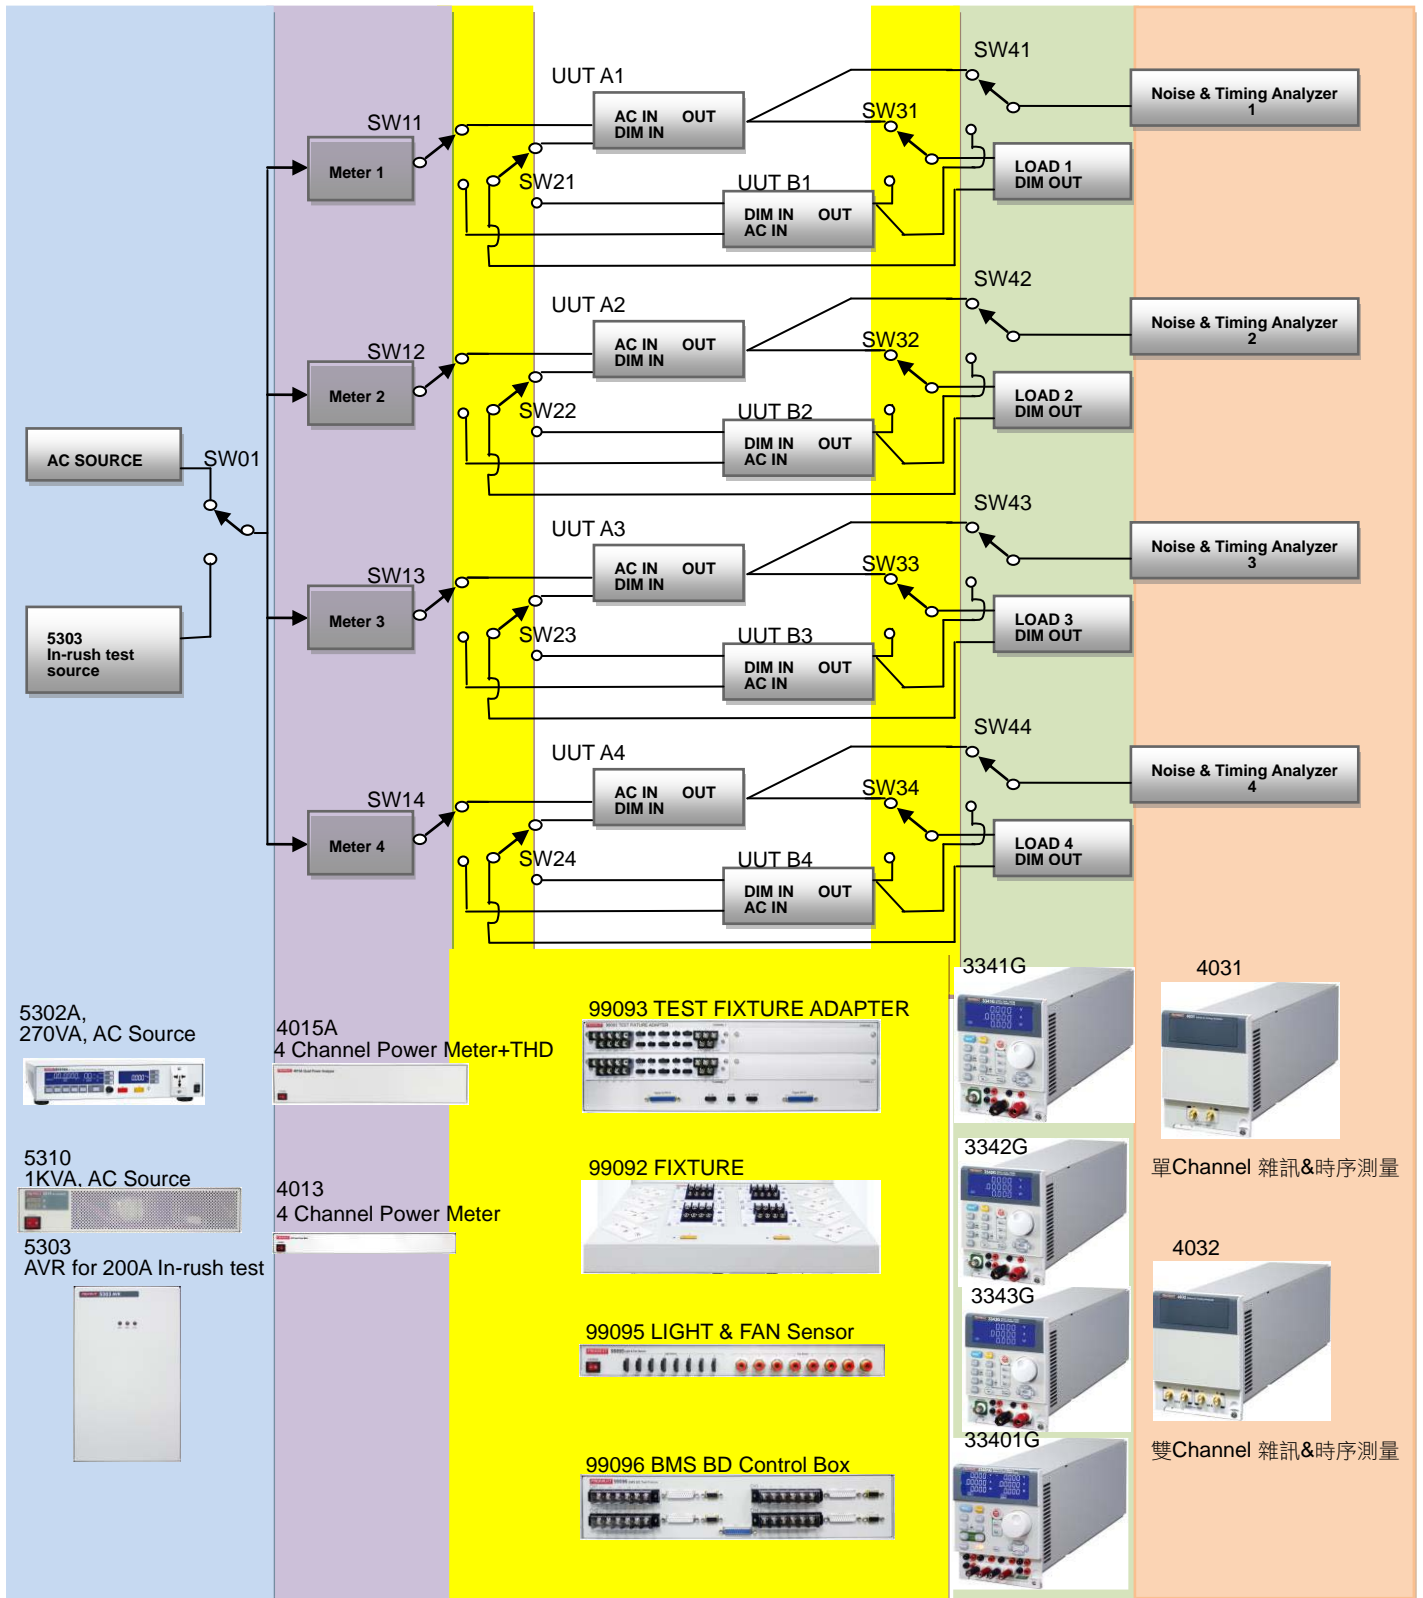 SW41
UUT A1
AC IN OUT
DIM IN
Noise & Timing Analyzer
1
SW11
SW31
Meter 1
LOAD 1
DIM OUT
SW21
UUT B1
DIM IN OUT
AC IN
SW42
UUT A2
AC IN OUT
DIM IN
Noise & Timing Analyzer
2
SW12
SW32
Meter 2
LOAD 2
DIM OUT
SW22
UUT B2
DIM IN OUT
AC IN
AC SOURCE
SW01
SW43
UUT A3
AC IN OUT
DIM IN
Noise & Timing Analyzer
3
SW13
SW33
Meter 3
LOAD 3
DIM OUT
SW23
UUT B3
DIM IN OUT
AC IN
5303
In-rush test
source
SW44
UUT A4
AC IN OUT
DIM IN
Noise & Timing Analyzer
4
SW14
SW34
Meter 4
LOAD 4
DIM OUT
SW24
UUT B4
DIM IN OUT
AC IN
5302A,
270VA, AC Source
5310
1KVA, AC Source
5303
AVR for 200A In-rush test
4015A
4 Channel Power Meter+THD
4013
4 Channel Power Meter
99093 TEST FIXTURE ADAPTER
99092 FIXTURE
99095 LIGHT & FAN Sensor
99096 BMS BD Control Box
3341G
3342G
3343G
33401G
4031
單Channel 雜訊&時序測量
4032
雙Channel 雜訊&時序測量